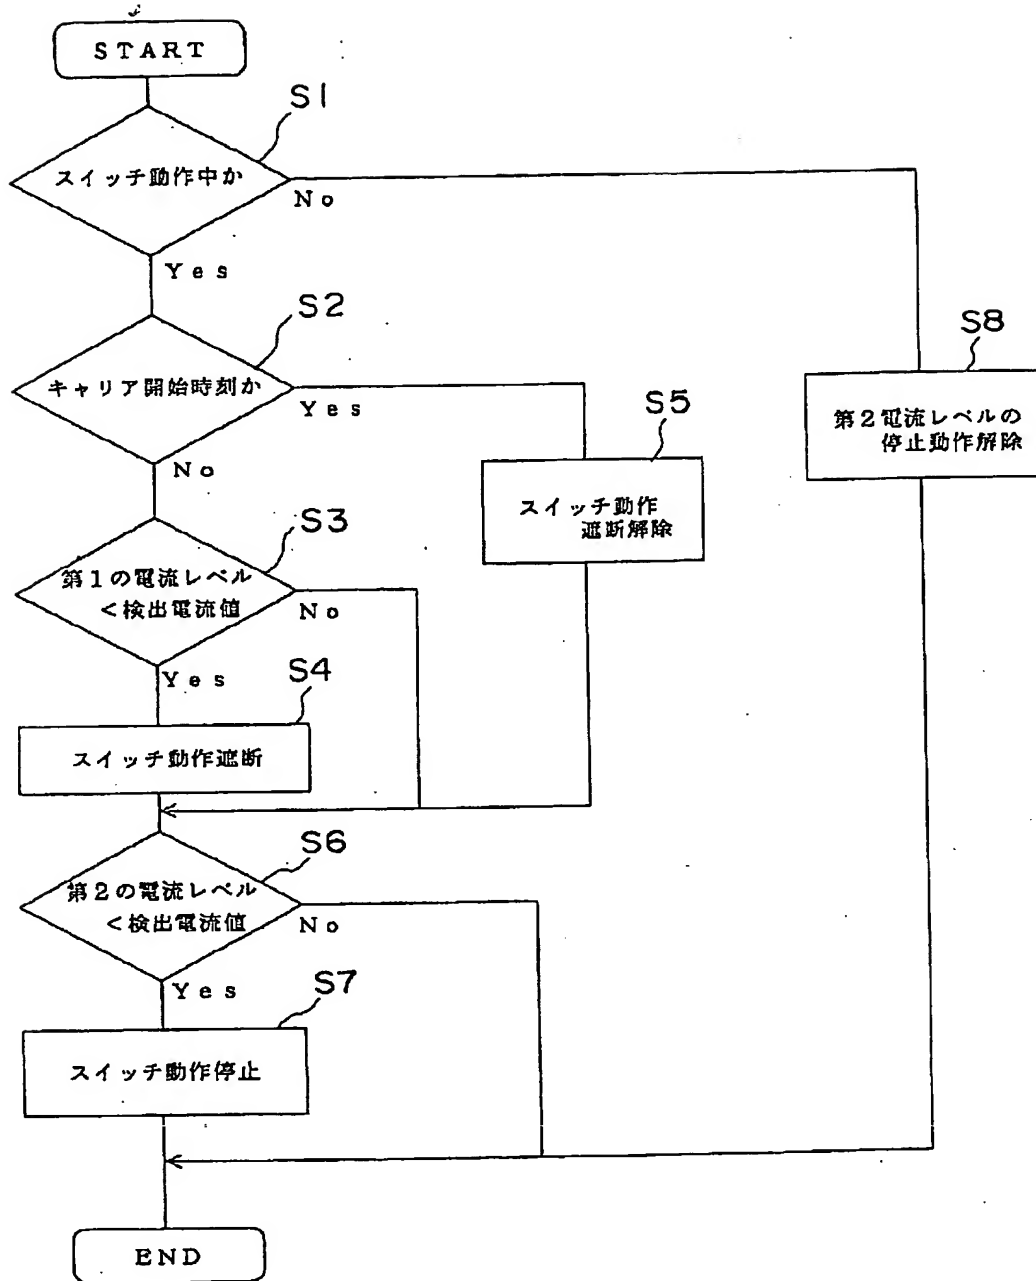 START
S1
スイッチ動作中か
No
Yes
S2
キャリア開始時刻か
Yes
No
S8
第2電流レベルの
停止動作解除
S5
スイッチ動作
遮断解除
S3
第1の電流レベル
<検出電流値
No
Yes
S4
スイッチ動作遮断
S6
第2の電流レベル
<検出電流値
No
Yes
S7
スイッチ動作停止
END